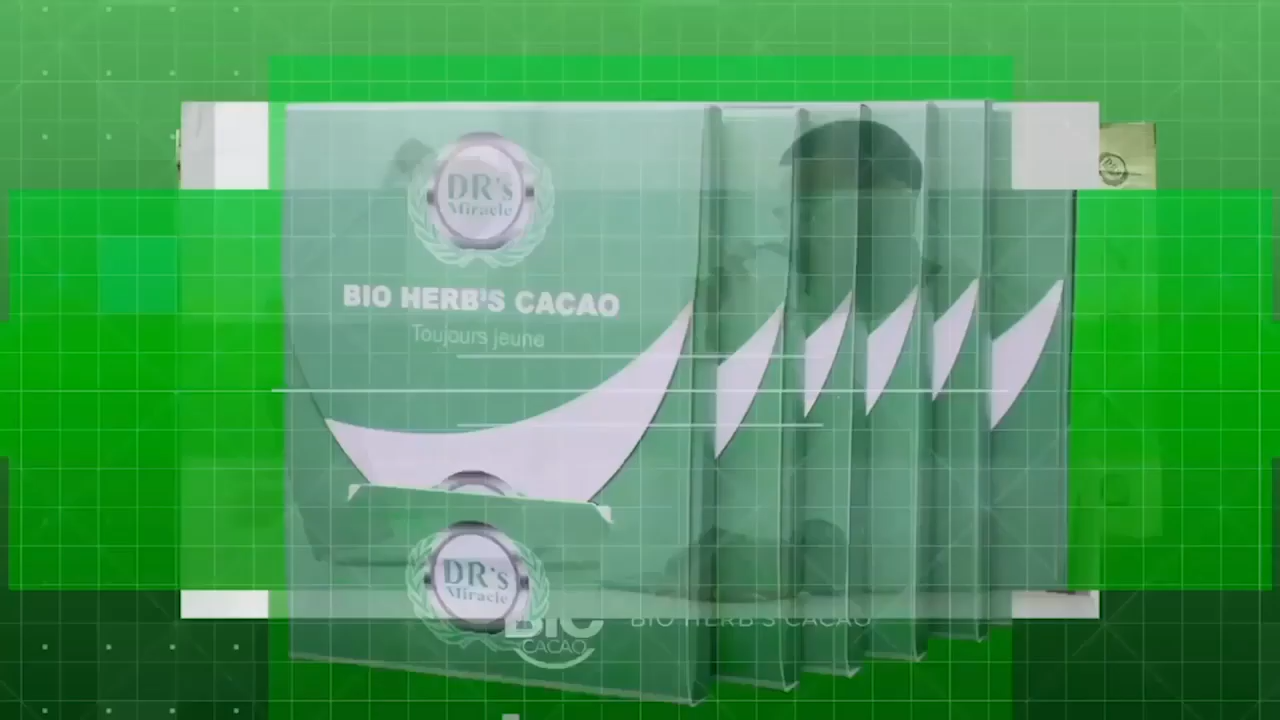 DR's
Miracle
BIO HERB'S CACAO
Toujours jeune
DR's
Miracle
BIO
CACAO
BIO HERB'S CACAO